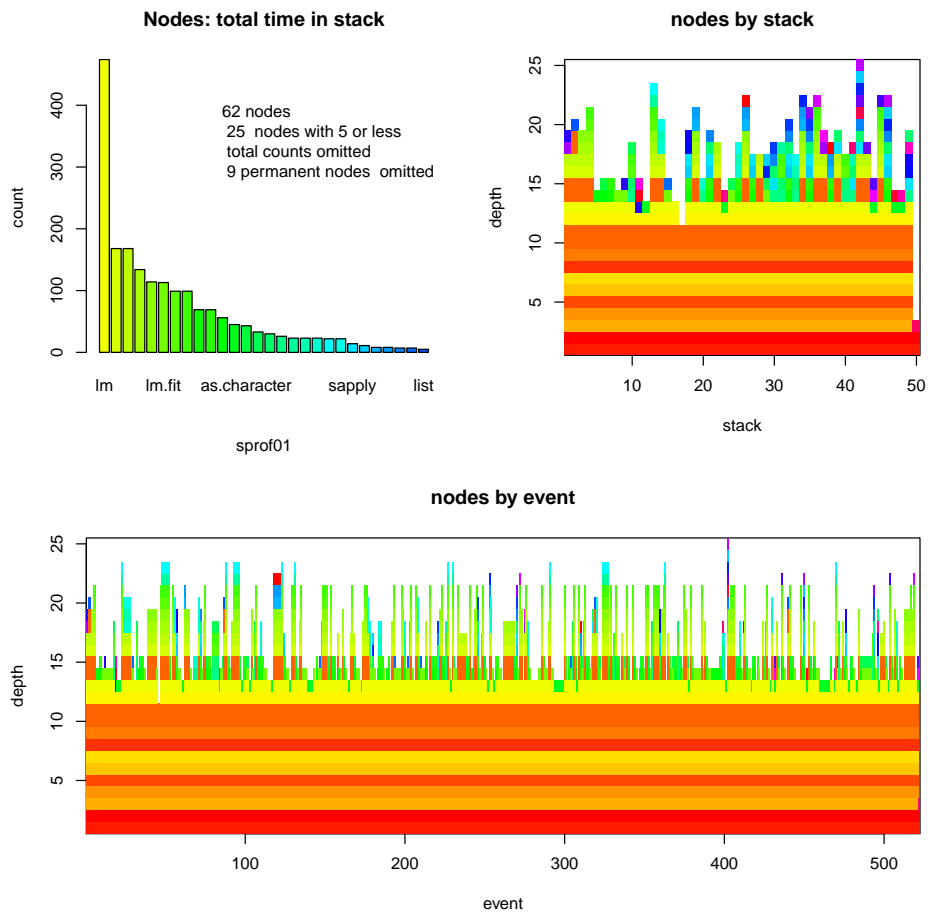 Nodes: total time in stack
count
0
100
200
300
400
62 nodes
25 nodes with 5 or less
total counts omitted
9 permanent nodes omitted
lm
lm.fit
as.character
sapply
list
sprof01
nodes by stack
depth
5
10
15
20
25
10
20
30
40
50
stack
nodes by event
depth
5
10
15
20
25
100
200
300
400
500
event